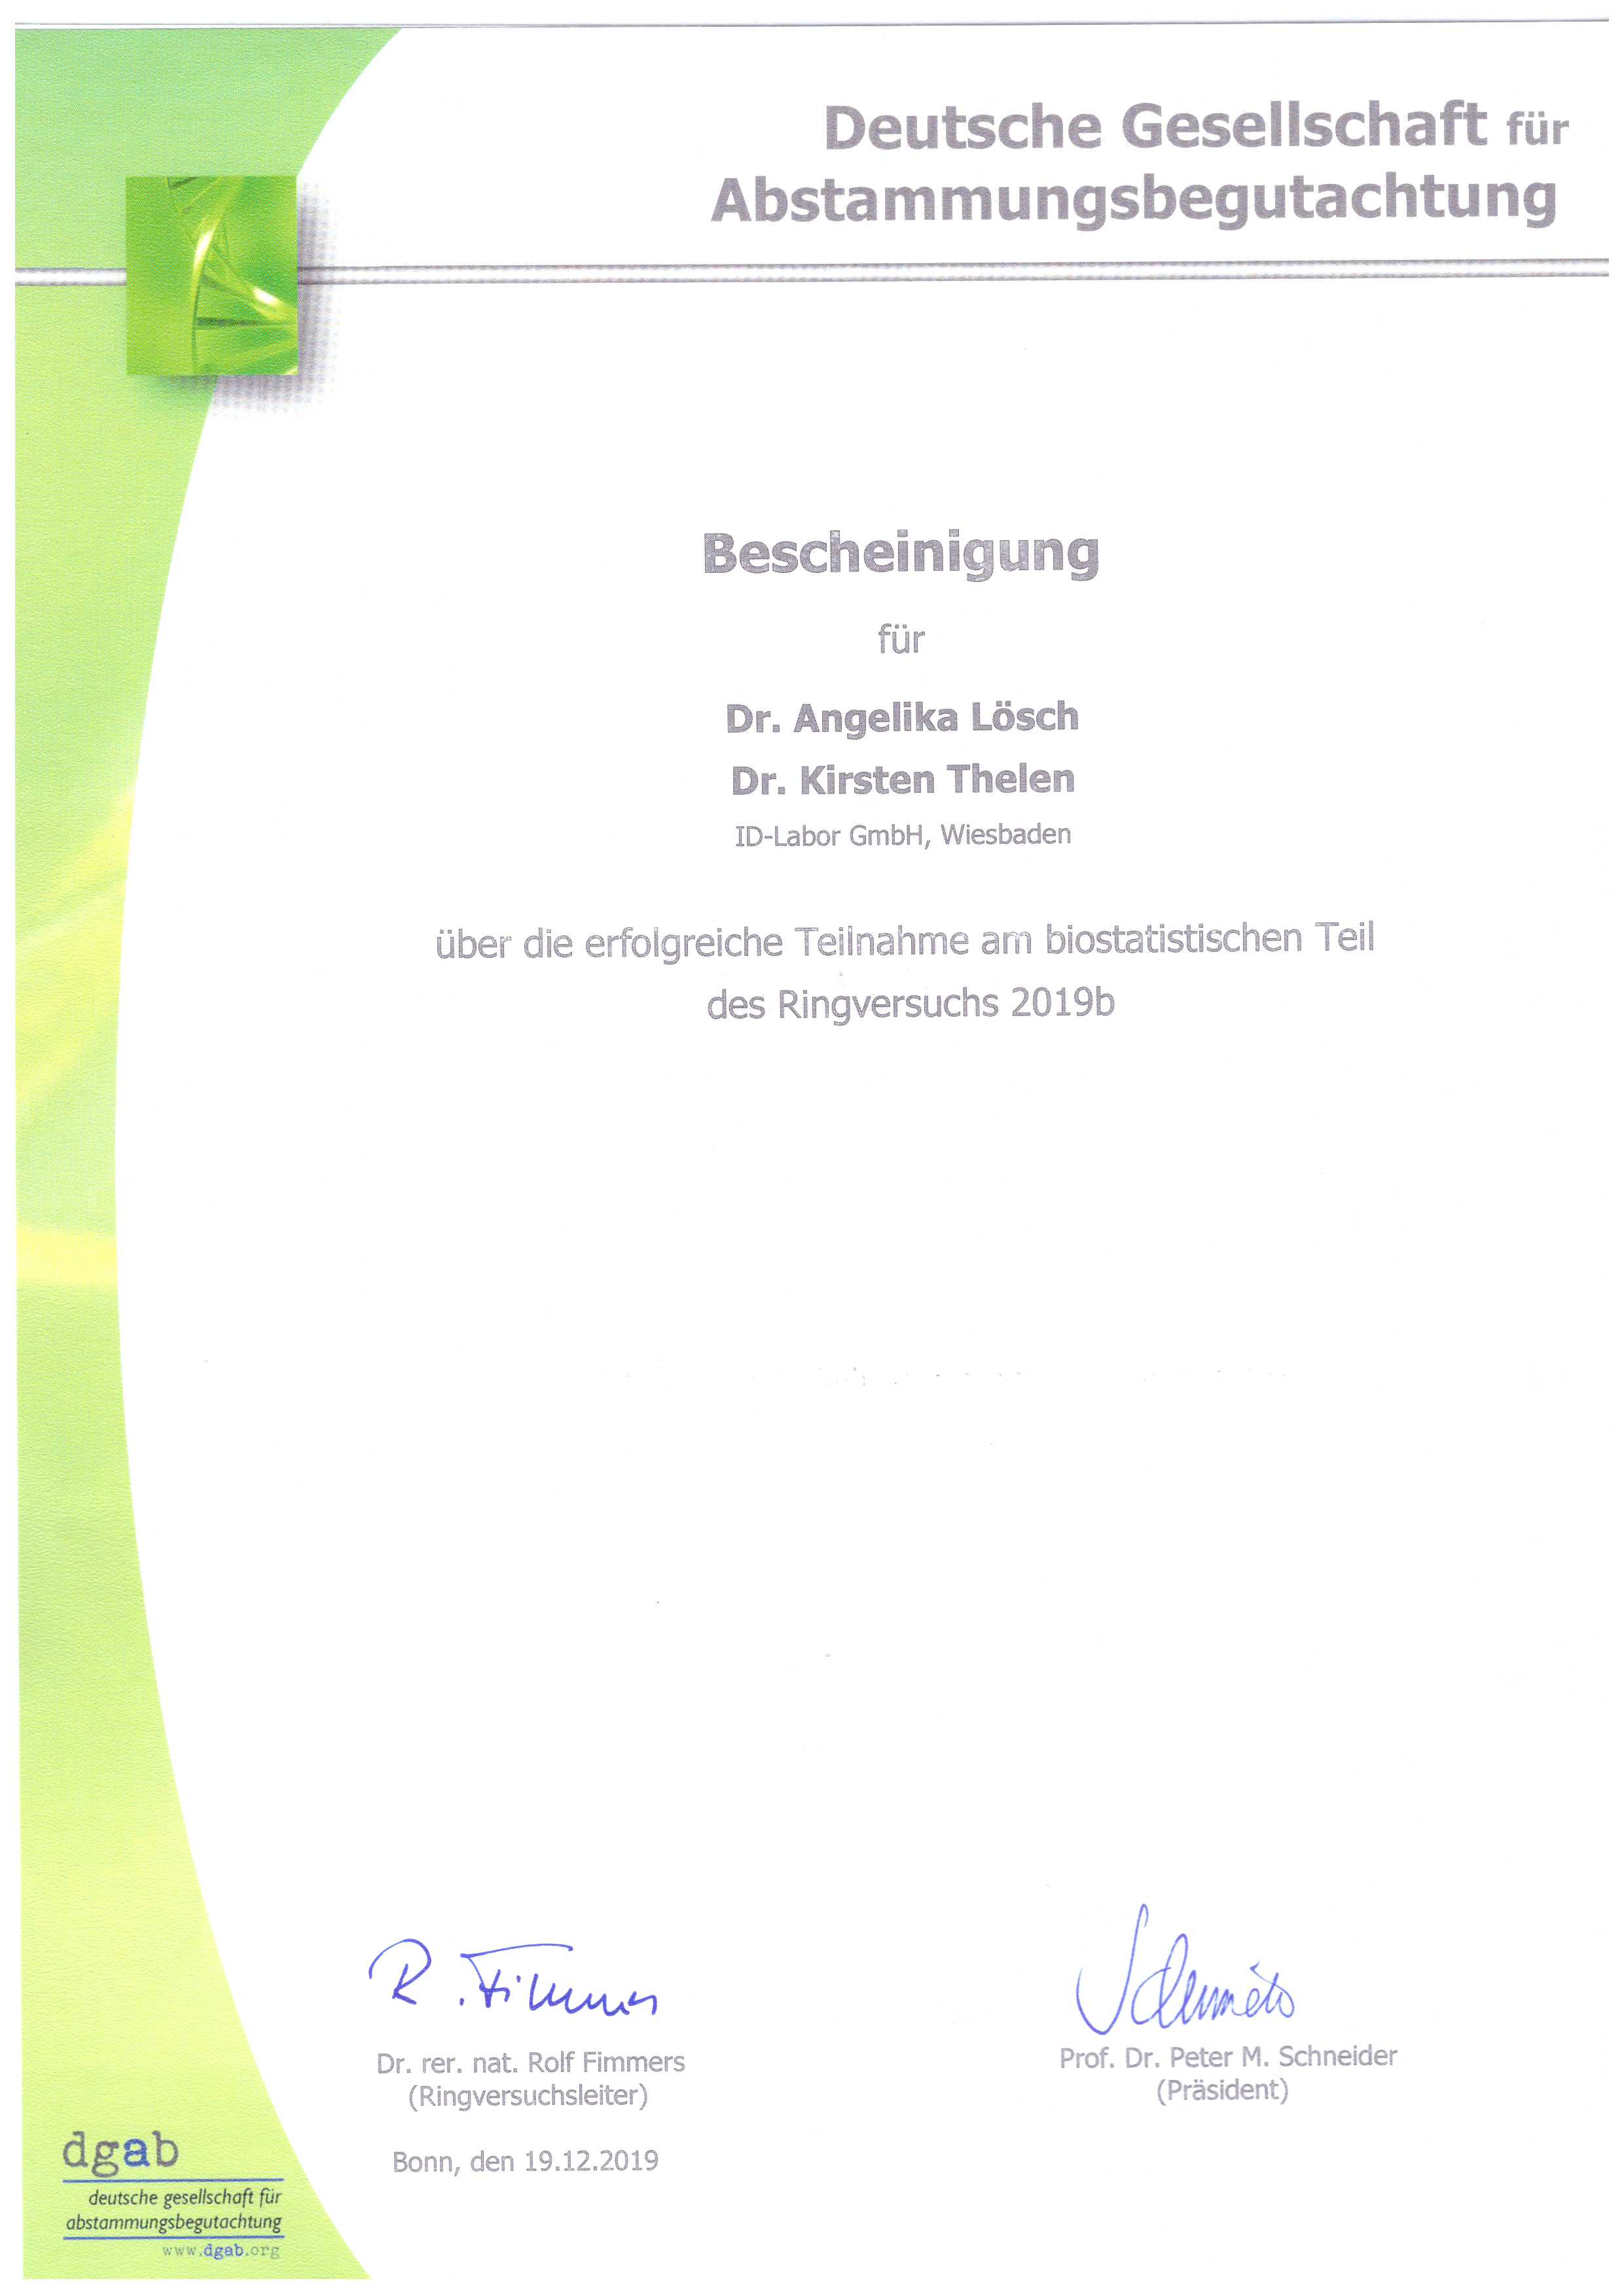 Deutsche Gesellschaft für
Abstammungsbegutachtung
Bescheinigung
für
Dr. Angelika Lösch
Dr. Kirsten Thelen
ID-Labor GmbH, Wiesbaden
über die erfolgreiche Teilnahme am biostatistischen Teil
des Ringversuchs 2019b
R. Fimmers
Schneider
Dr. rer. nat. Rolf Fimmers
(Ringversuchsleiter)
Prof. Dr. Peter M. Schneider
(Präsident)
Bonn, den 19.12.2019
dgab
deutsche gesellschaft für
abstammungsbegutachtung
www.dgab.org